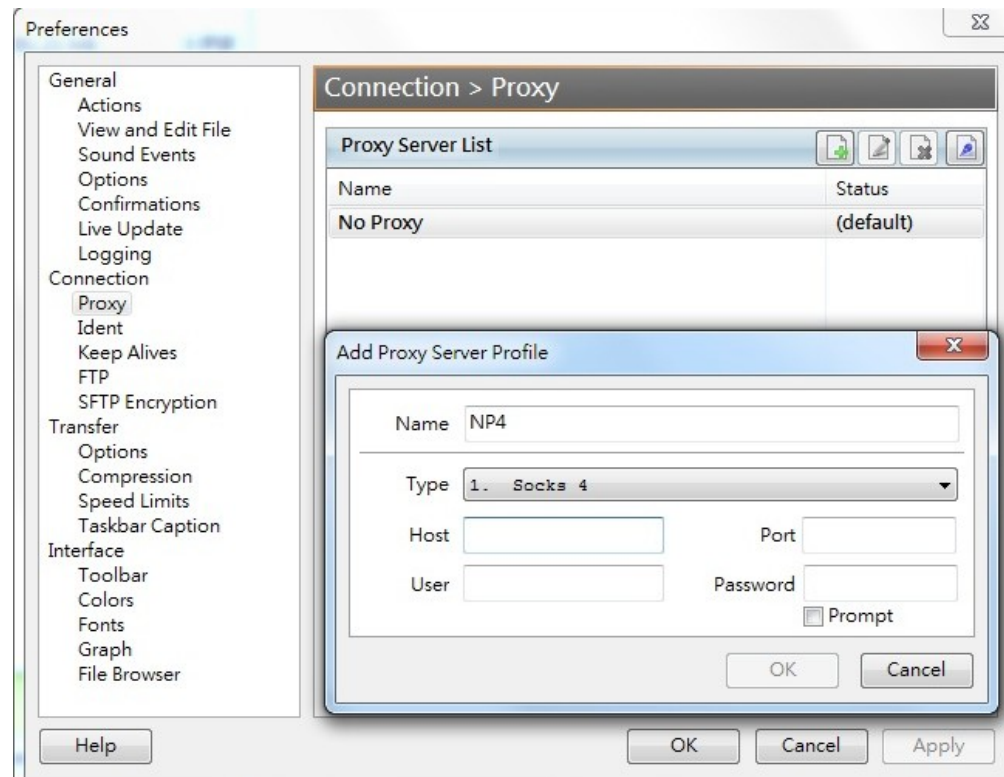 Preferences
General
Actions
View and Edit File
Sound Events
Options
Confirmations
Live Update
Logging
Connection
Proxy
Ident
Keep Alives
FTP
SFTP Encryption
Transfer
Options
Compression
Speed Limits
Taskbar Caption
Interface
Toolbar
Colors
Fonts
Graph
File Browser
Connection > Proxy
Proxy Server List
Name Status
No Proxy (default)
Add Proxy Server Profile
Name NP4
Type 1. Socks 4
Host Port
User Password
Prompt
OK Cancel
Help OK Cancel Apply